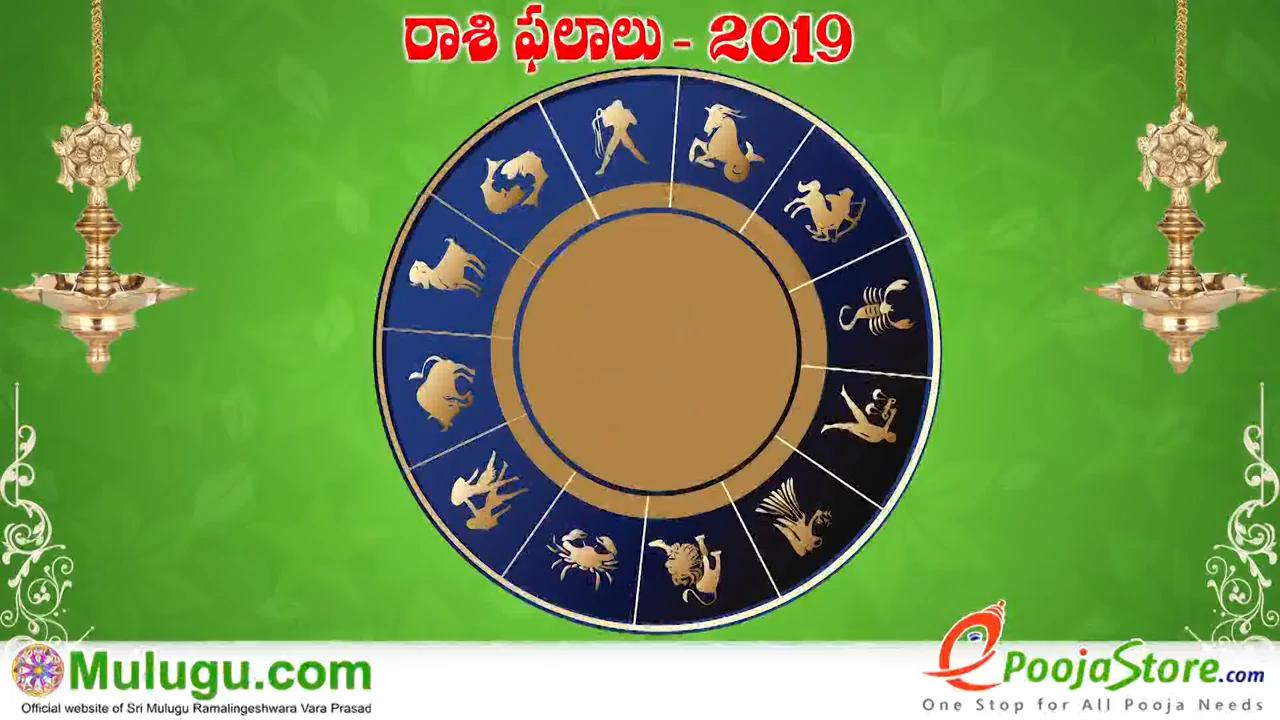 రాశి ఫలాలు - 2019
Mulugu.com
Official website of Sri Mulugu Ramalingeshwara Vara Prasad
ePoojaStore.com
One Stop for All Pooja Needs